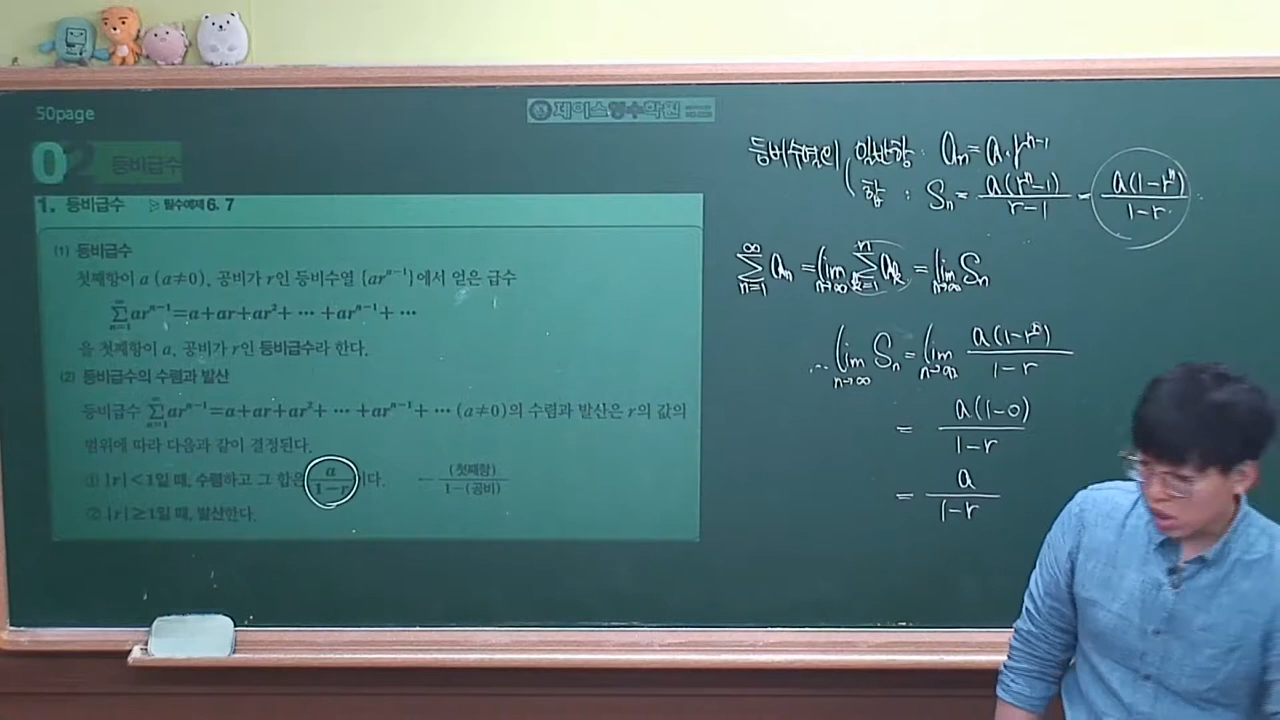 50page
제이스영수학원
02 등비급수
1. 등비급수 ▷ 필수예제 6, 7
(1) 등비급수
첫째항이 a (a≠0), 공비가 r인 등비수열 {ar^{n-1}}에서 얻은 급수
∑_{n=1}^{∞} ar^{n-1}=a+ar+ar²+ ⋯ +ar^{n-1}+ ⋯
을 첫째항이 a, 공비가 r인 등비급수라 한다.
(2) 등비급수의 수렴과 발산
등비급수 ∑_{n=1}^{∞} ar^{n-1}=a+ar+ar²+ ⋯ +ar^{n-1}+ ⋯ (a≠0)의 수렴과 발산은 r의 값의
범위에 따라 다음과 같이 결정된다.
① |r|<1일 때, 수렴하고 그 합은 a/(1-r)이다. (첫째항)/(1-(공비))
② |r|≥1일 때, 발산한다.
등비수열의 일반항 : a_n = a·r^{n-1}
합 : S_n = a(r^n-1)/(r-1) = a(1-r^n)/(1-r)
∑_{n=1}^{∞} a_n = lim_{n→∞} ∑_{k=1}^{n} a_k = lim_{n→∞} S_n
∴ lim_{n→∞} S_n = lim_{n→∞} a(1-r^n)/(1-r)
= a(1-0)/(1-r)
= a/(1-r)